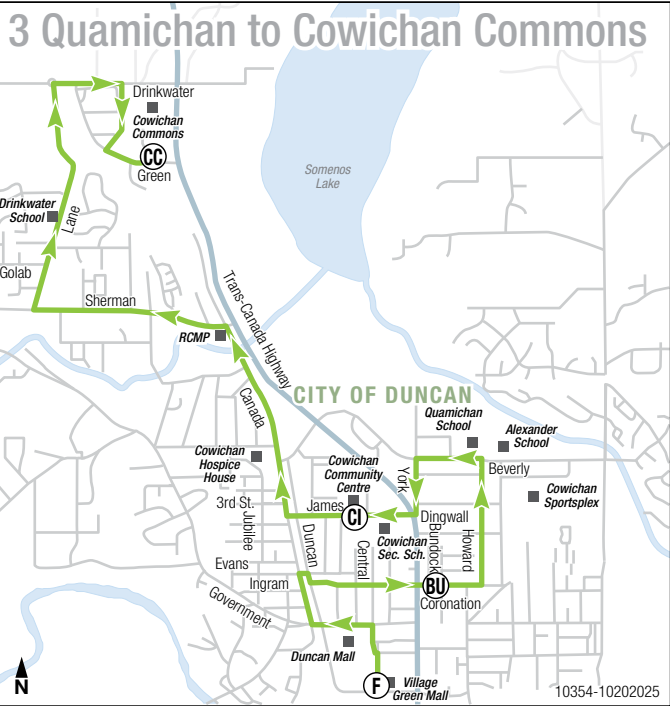 3 Quamichan to Cowichan Commons
Drinkwater
Cowichan
Commons
CC
Green
Somenos
Lake
Drinkwater
School
Lane
Golab
Sherman
Trans-Canada Highway
RCMP
CITY OF DUNCAN
Canada
Quamichan
School
Alexander
School
Cowichan
Hospice
House
Cowichan
Community
Centre
York
Beverly
Cowichan
Sportsplex
3rd St.
James
CI
Dingwall
Jubilee
Duncan
Central
Cowichan
Sec. Sch.
Bundock
Howard
Evans
Ingram
BU
Coronation
Government
Duncan Mall
F
Village
Green Mall
N
10354-10202025